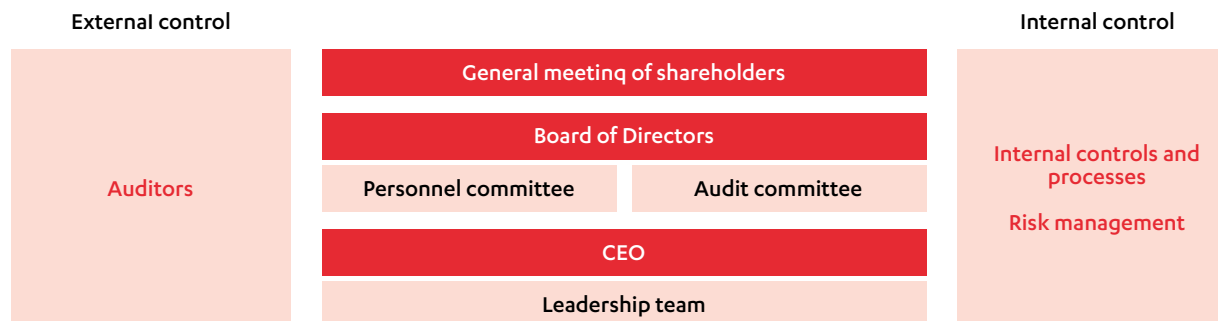 External control
Internal control
General meeting of shareholders
Board of Directors
Auditors
Personnel committee
Audit committee
Internal controls and
processes
Risk management
CEO
Leadership team